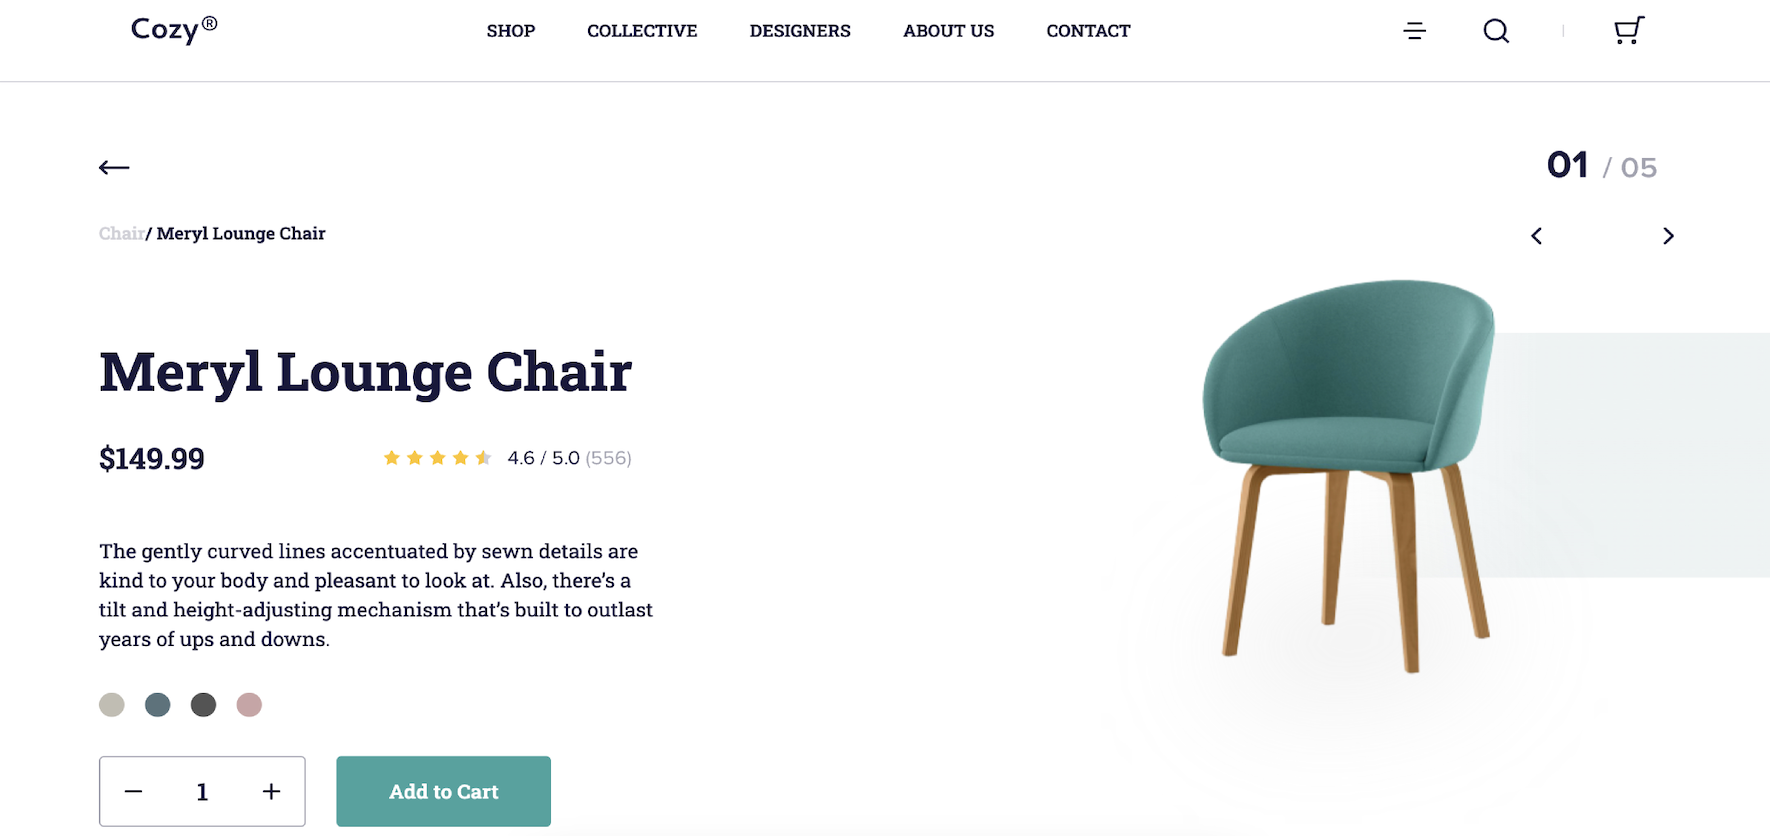 Cozy®
SHOP COLLECTIVE DESIGNERS ABOUT US CONTACT
01 / 05
Chair/ Meryl Lounge Chair
Meryl Lounge Chair
$149.99
4.6 / 5.0 (556)
The gently curved lines accentuated by sewn details are
kind to your body and pleasant to look at. Also, there’s a
tilt and height-adjusting mechanism that’s built to outlast
years of ups and downs.
− 1 +
Add to Cart